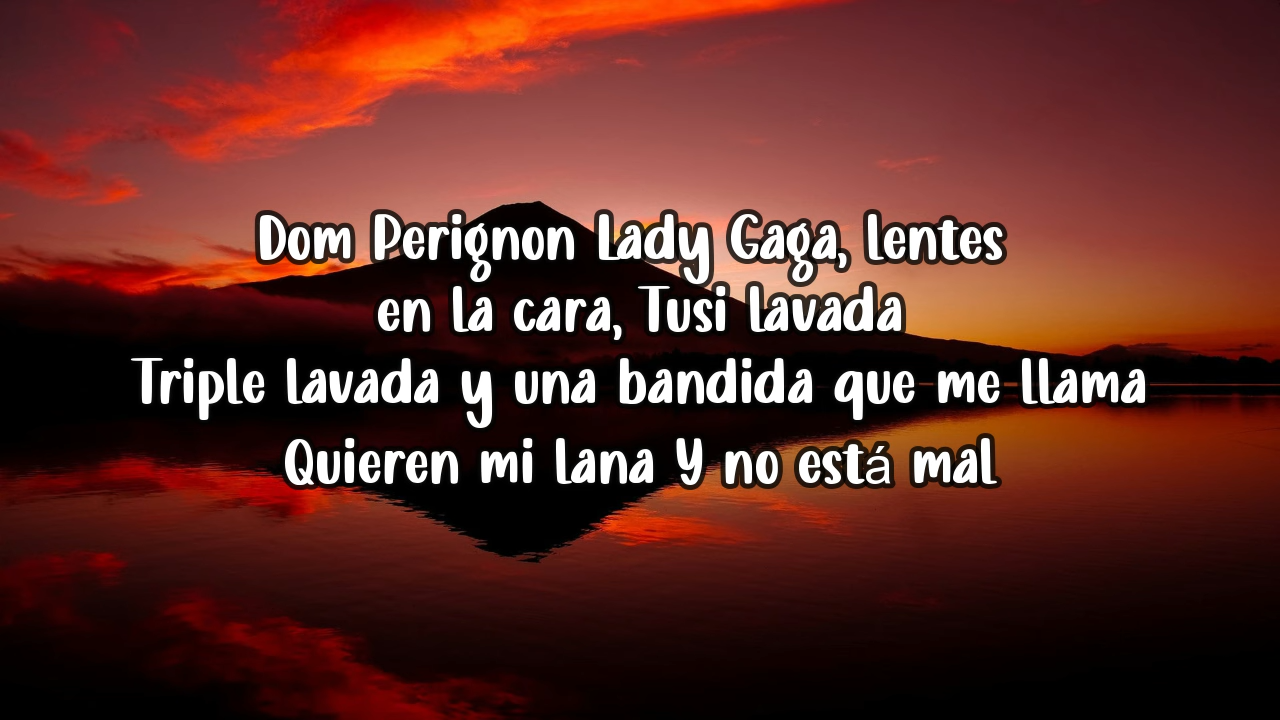 Dom Perignon Lady Gaga, lentes
en la cara, Tusi lavada
Triple lavada y una bandida que me llama
Quieren mi lana Y no está mal